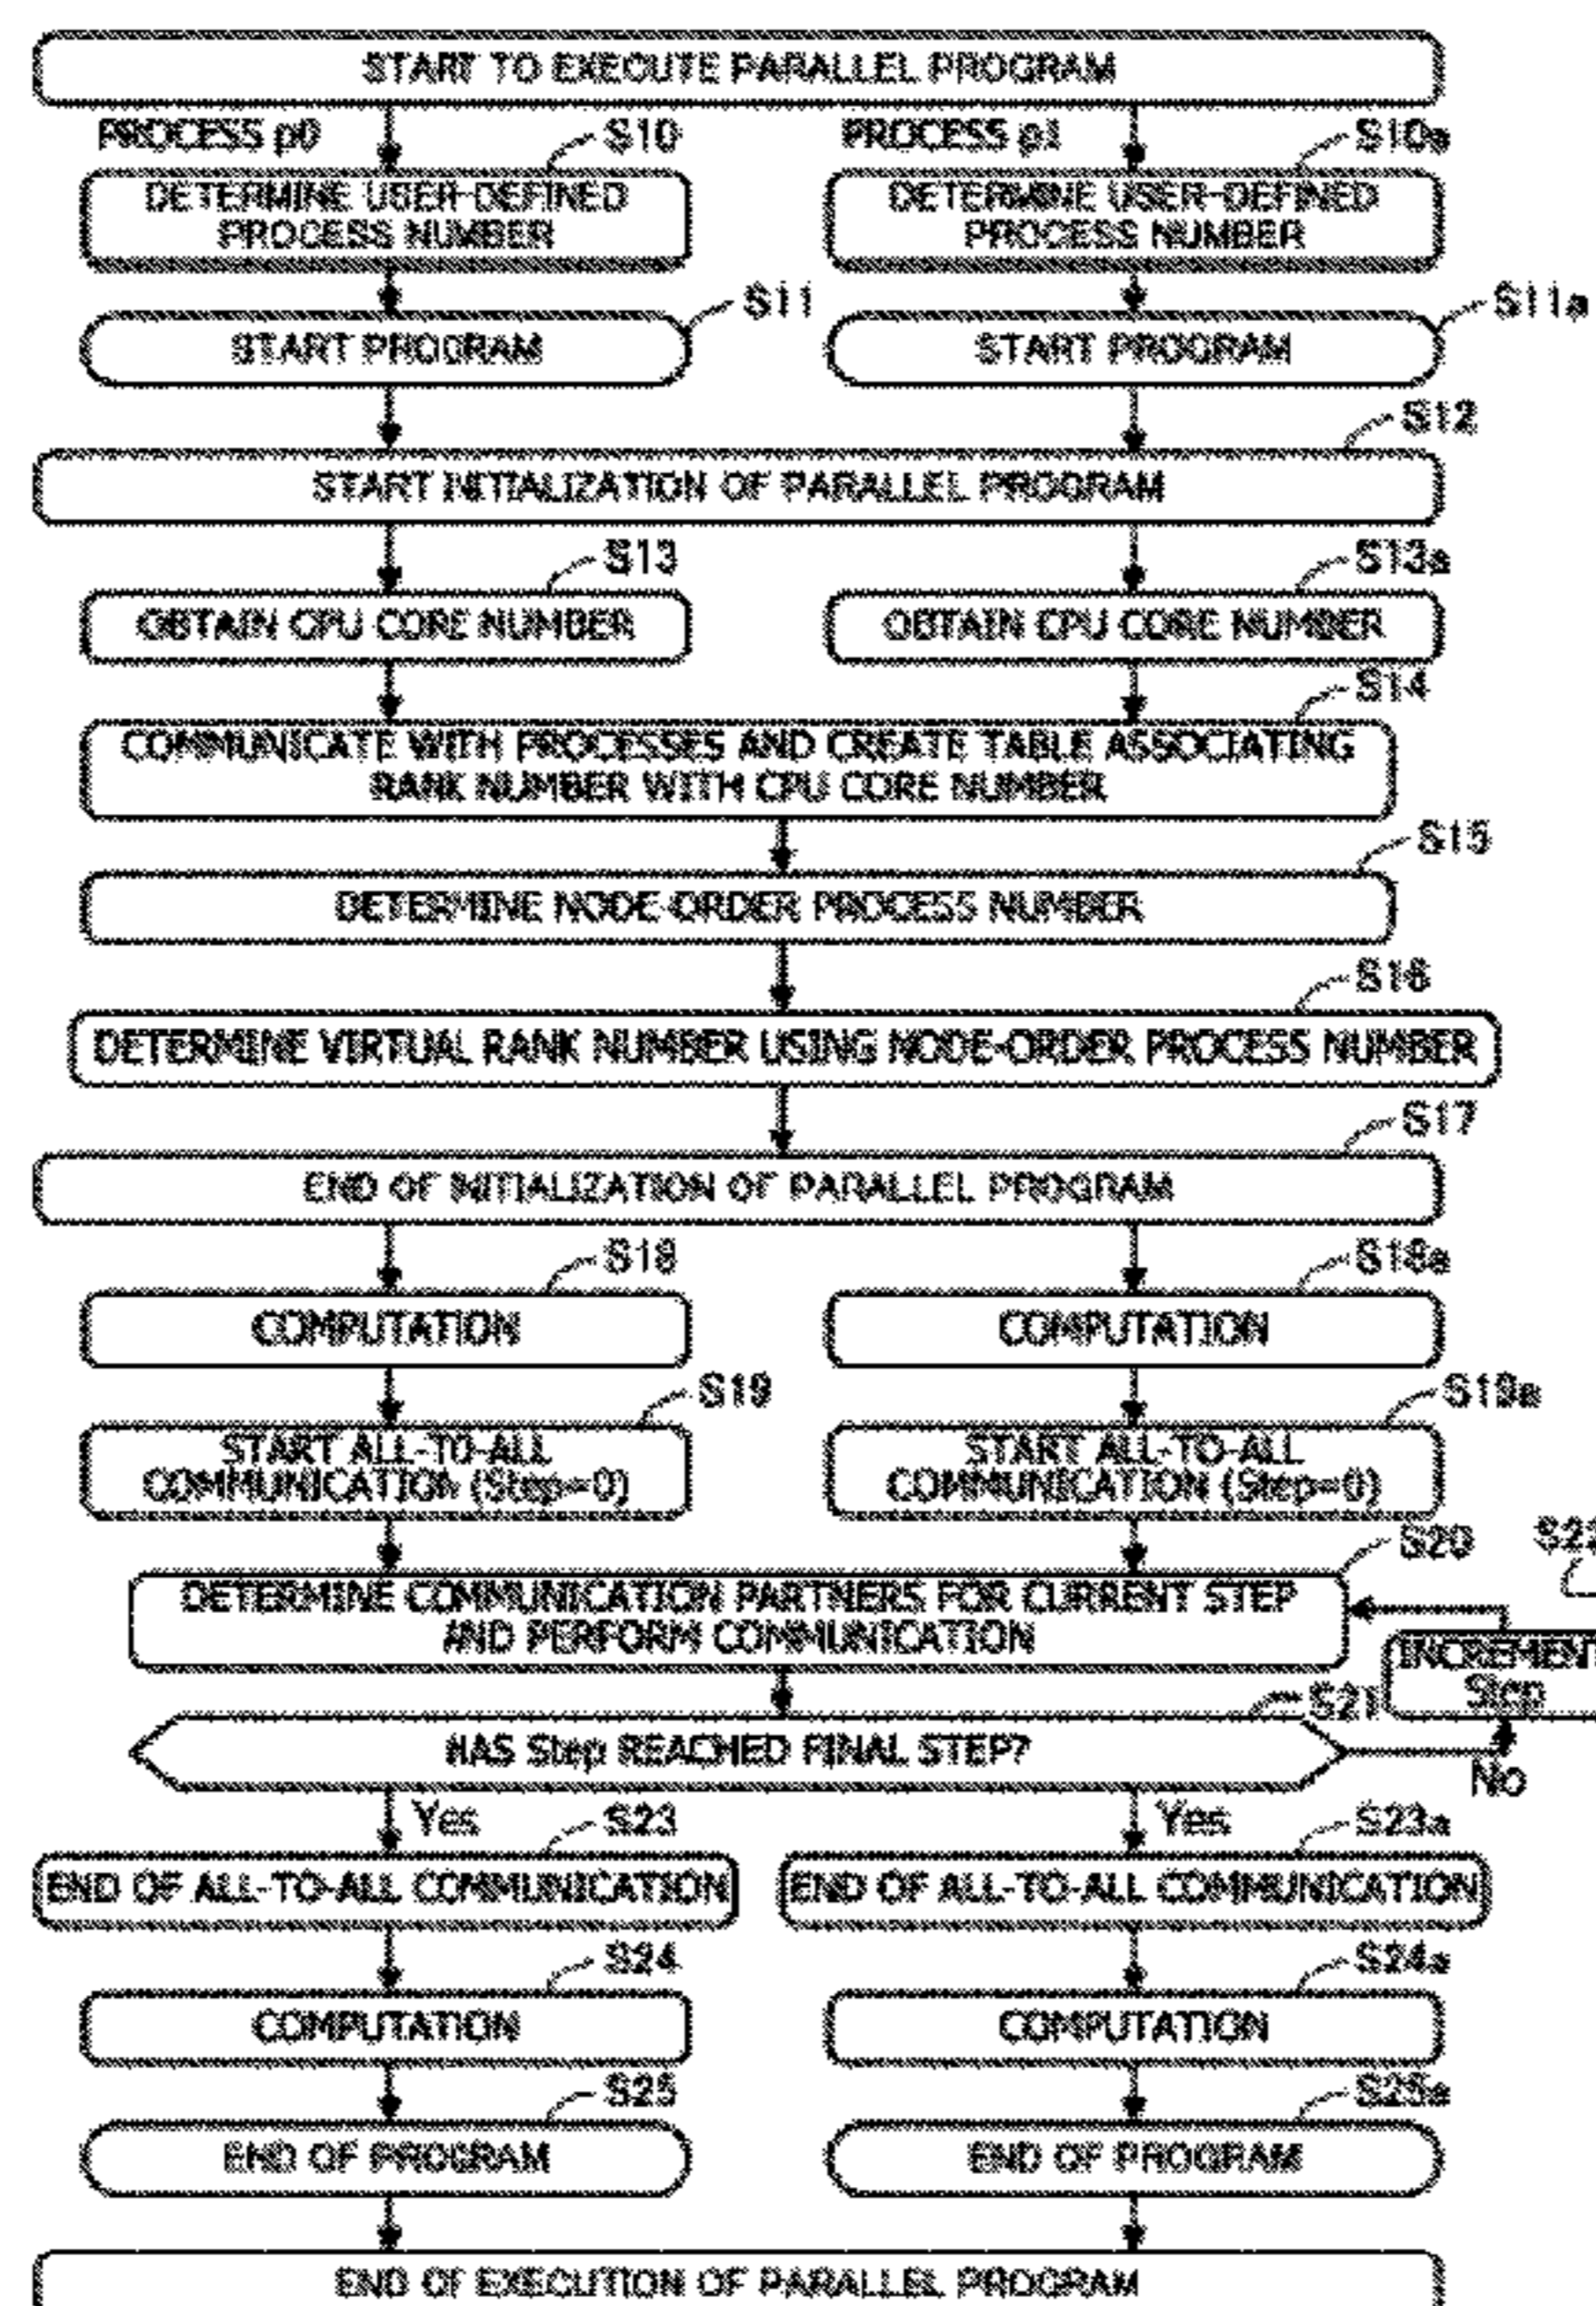 START TO EXECUTE PARALLEL PROGRAM
PROCESS p0
S10
PROCESS p1
S10a
DETERMINE USER-DEFINED
PROCESS NUMBER
DETERMINE USER-DEFINED
PROCESS NUMBER
S11
S11a
START PROGRAM
START PROGRAM
S12
START INITIALIZATION OF PARALLEL PROGRAM
S13
S13a
OBTAIN CPU CORE NUMBER
OBTAIN CPU CORE NUMBER
S14
COMMUNICATE WITH PROCESSES AND CREATE TABLE ASSOCIATING
RANK NUMBER WITH CPU CORE NUMBER
S15
DETERMINE NODE-ORDER PROCESS NUMBER
S16
DETERMINE VIRTUAL RANK NUMBER USING NODE-ORDER PROCESS NUMBER
S17
END OF INITIALIZATION OF PARALLEL PROGRAM
S18
S18a
COMPUTATION
COMPUTATION
S19
S19a
START ALL-TO-ALL
COMMUNICATION (Step=0)
START ALL-TO-ALL
COMMUNICATION (Step=0)
S20
S22
DETERMINE COMMUNICATION PARTNERS FOR CURRENT STEP
AND PERFORM COMMUNICATION
INCREMENT
Step
S21
HAS Step REACHED FINAL STEP?
No
Yes
S23
Yes
S23a
END OF ALL-TO-ALL COMMUNICATION
END OF ALL-TO-ALL COMMUNICATION
S24
S24a
COMPUTATION
COMPUTATION
S25
S25a
END OF PROGRAM
END OF PROGRAM
END OF EXECUTION OF PARALLEL PROGRAM